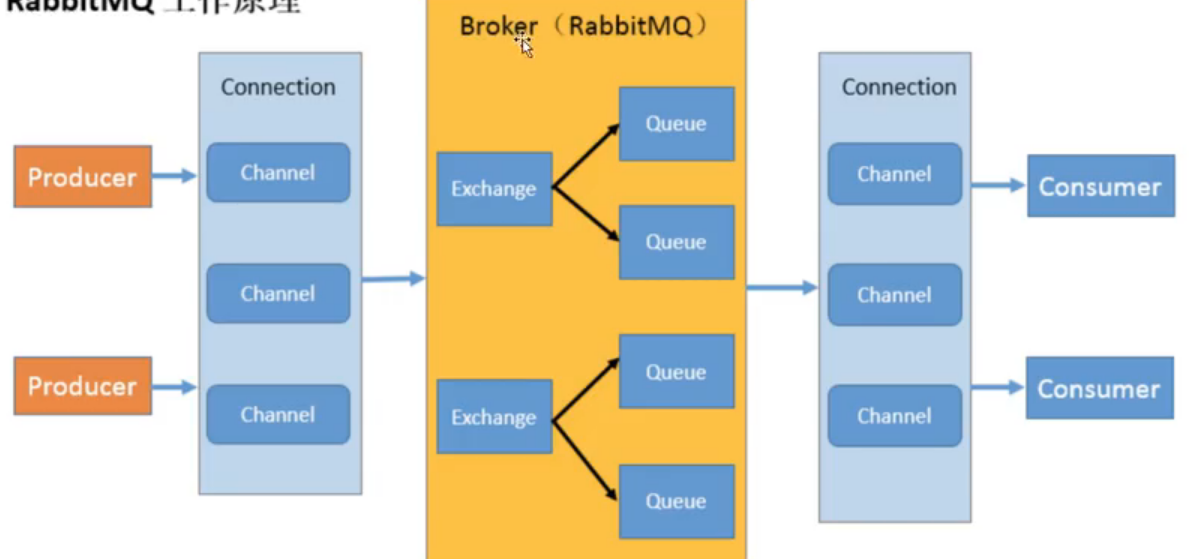 RabbitMQ 工作原理
Broker（RabbitMQ）
Connection
Connection
Queue
Channel
Channel
Producer
Exchange
Consumer
Queue
Channel
Channel
Queue
Producer
Consumer
Channel
Exchange
Channel
Queue